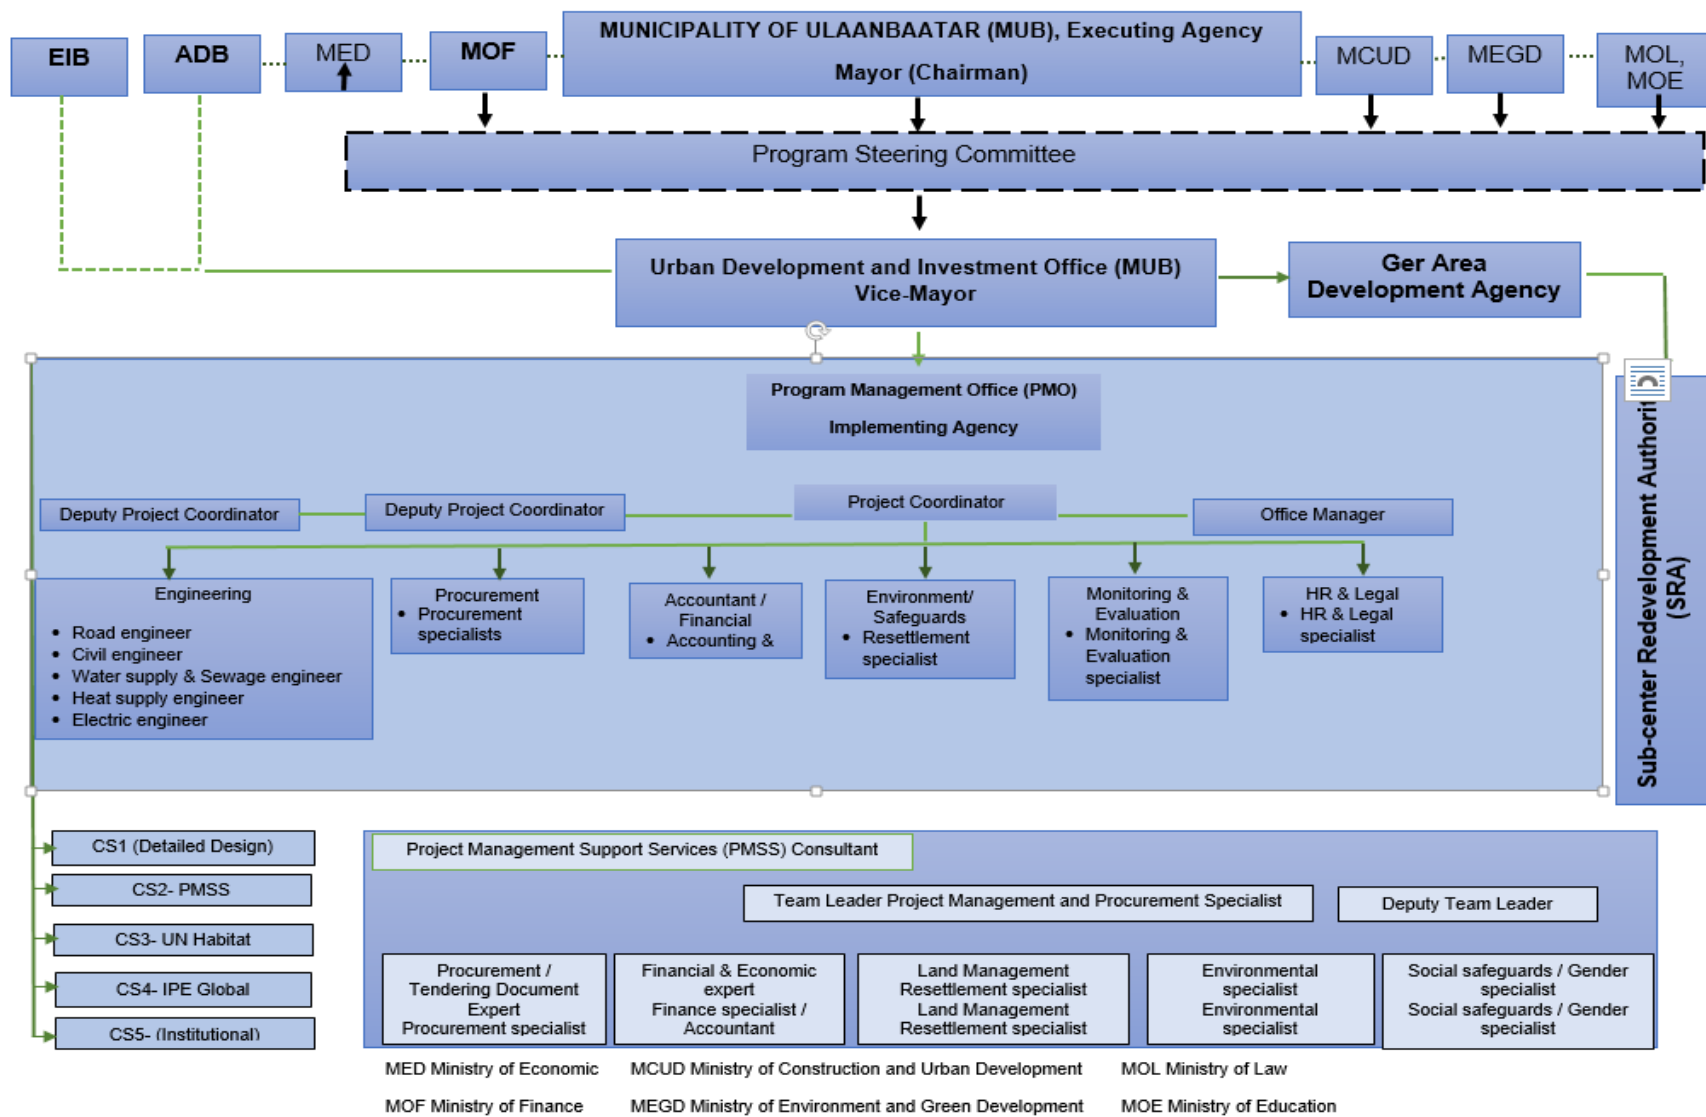 EIB
ADB
MED
MOF
MUNICIPALITY OF ULAANBAATAR (MUB), Executing Agency
Mayor (Chairman)
MCUD
MEGD
MOL,
MOE
Program Steering Committee
Urban Development and Investment Office (MUB)
Vice-Mayor
Ger Area
Development Agency
Program Management Office (PMO)
Implementing Agency
Deputy Project Coordinator
Deputy Project Coordinator
Project Coordinator
Office Manager
Engineering
• Road engineer
• Civil engineer
• Water supply & Sewage engineer
• Heat supply engineer
• Electric engineer
Procurement
• Procurement
specialists
Accountant /
Financial
• Accounting &
Environment/
Safeguards
• Resettlement
specialist
Monitoring &
Evaluation
• Monitoring &
Evaluation
specialist
HR & Legal
• HR & Legal
specialist
Sub-center Redevelopment Authorit
(SRA)
CS1 (Detailed Design)
CS2- PMSS
CS3- UN Habitat
CS4- IPE Global
CS5- (Institutional)
Project Management Support Services (PMSS) Consultant
Team Leader Project Management and Procurement Specialist
Deputy Team Leader
Procurement /
Tendering Document
Expert
Procurement specialist
Financial & Economic
expert
Finance specialist /
Accountant
Land Management
Resettlement specialist
Land Management
Resettlement specialist
Environmental
specialist
Environmental
specialist
Social safeguards / Gender
specialist
Social safeguards / Gender
specialist
MED Ministry of Economic
MCUD Ministry of Construction and Urban Development
MOL Ministry of Law
MOF Ministry of Finance
MEGD Ministry of Environment and Green Development
MOE Ministry of Education